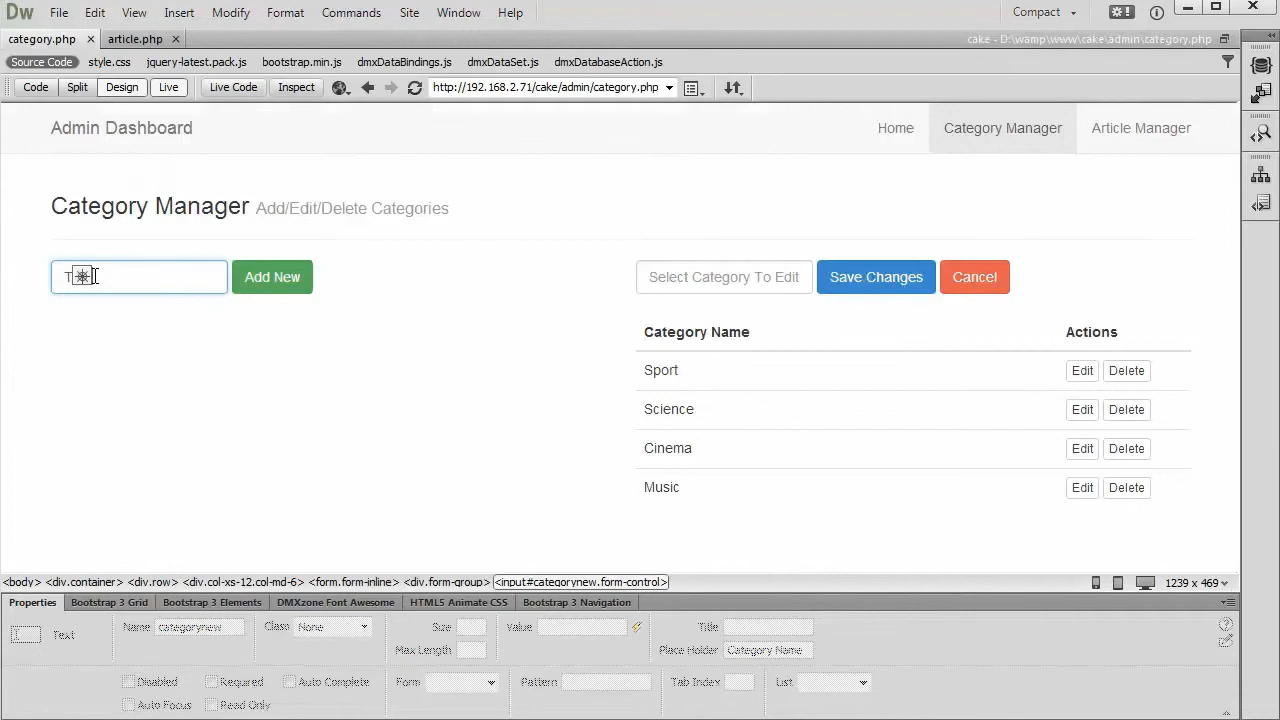 Dw File Edit View Insert Modify Format Commands Site Window Help Compact
category.php × article.php × cake - D:\wamp\www\cake\admin\category.php
Source Code style.css jquery-latest.pack.js bootstrap.min.js dmxDataBindings.js dmxDataSet.js dmxDatabaseAction.js
Code Split Design Live Live Code Inspect http://192.168.2.71/cake/admin/category.php
Admin Dashboard Home Category Manager Article Manager
Category Manager Add/Edit/Delete Categories
T Add New Select Category To Edit Save Changes Cancel
Category Name Actions
Sport Edit Delete
Science Edit Delete
Cinema Edit Delete
Music Edit Delete
<body> <div.container> <div.row> <div.col-xs-12.col-md-6> <form.form-inline> <div.form-group> <input#categorynew.form-control> 1239 x 469
Properties Bootstrap 3 Grid Bootstrap 3 Elements DMXzone Font Awesome HTML5 Animate CSS Bootstrap 3 Navigation
Text Name categorynew Class None Size Value Title
Max Length Place Holder Category Name
Disabled Required Auto Complete Form Pattern Tab Index List
Auto Focus Read Only